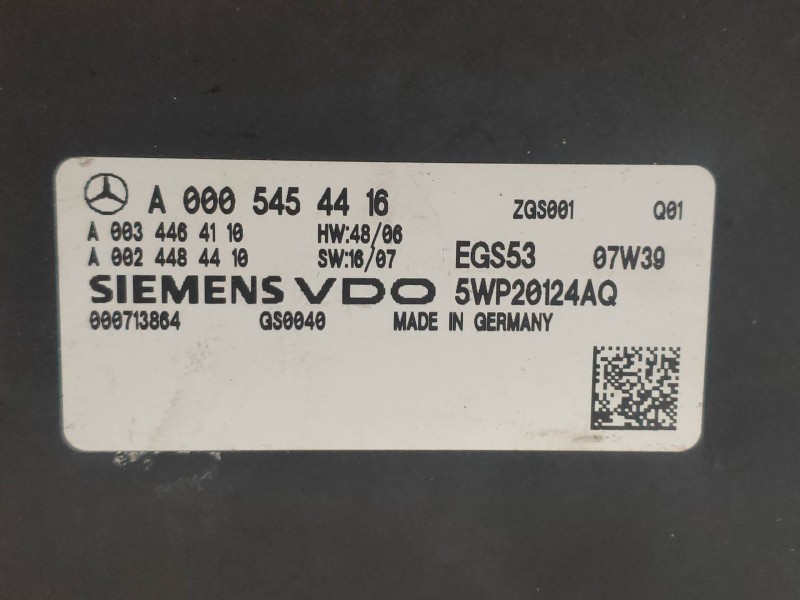 A 000 545 44 16 ZGS001 Q01
A 003 446 41 10 HW:48/06
A 002 448 44 10 SW:16/07 EGS53 07W39
SIEMENS VDO 5WP20124AQ
000713864 GS0040 MADE IN GERMANY